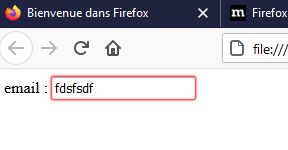 Bienvenue dans Firefox
Firefox
file:///
email : fdsfsdf